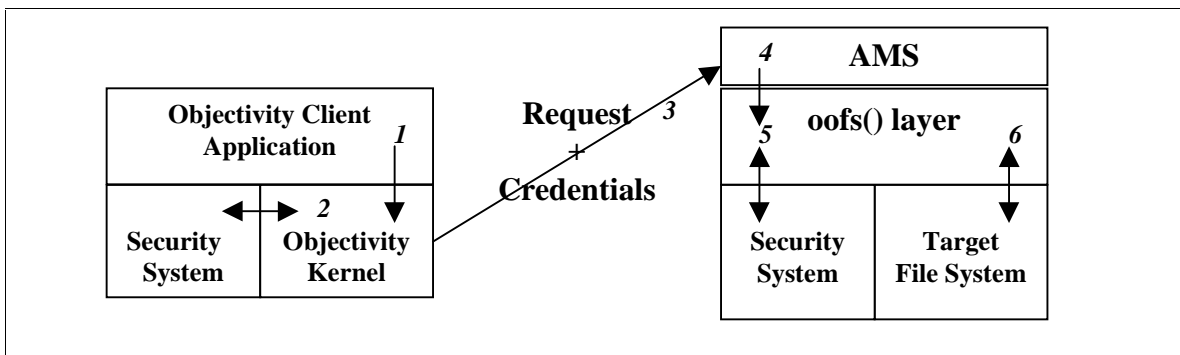 Objectivity Client
Application
1
Security
System
2
Objectivity
Kernel
Request
3
+
Credentials
4
AMS
5
oofs() layer
6
Security
System
Target
File System